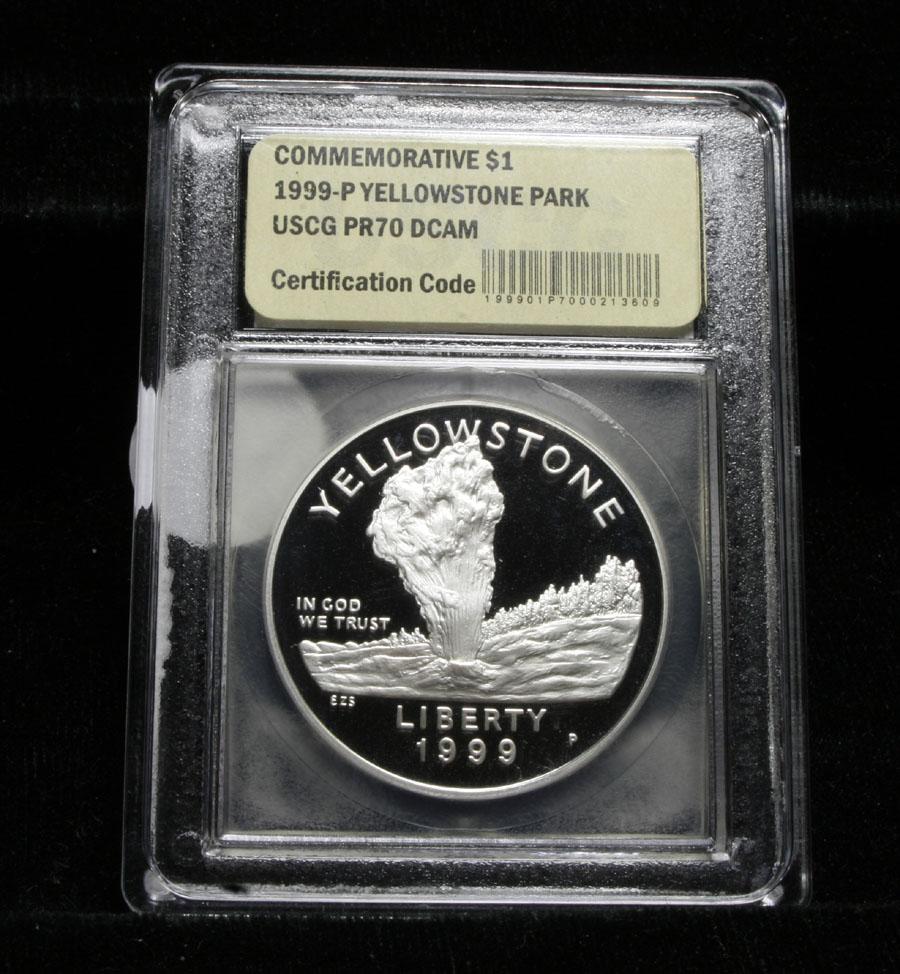 COMMEMORATIVE $1
1999-P YELLOWSTONE PARK
USCG PR70 DCAM
Certification Code
199901P7000213609
YELLOWSTONE
IN GOD
WE TRUST
EZS
LIBERTY
1999
P